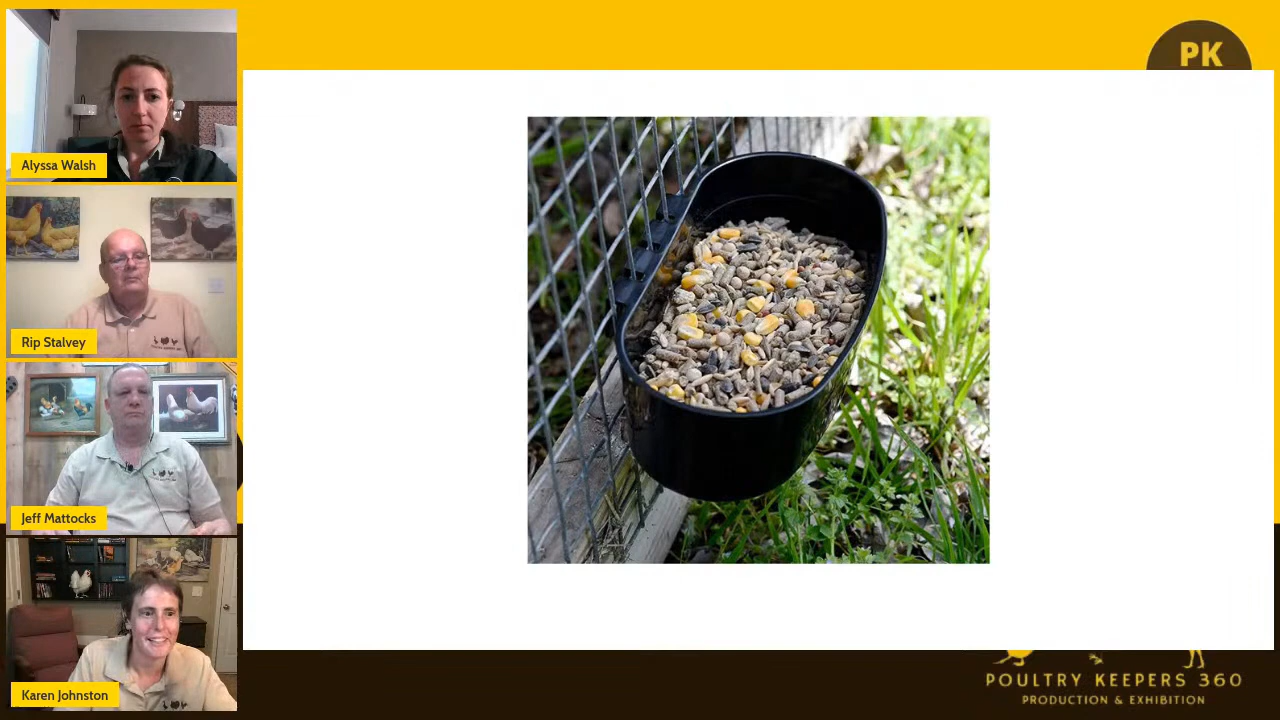 PK
Alyssa Walsh
Rip Stalvey
Jeff Mattocks
Karen Johnston
POULTRY KEEPERS 360
PRODUCTION & EXHIBITION